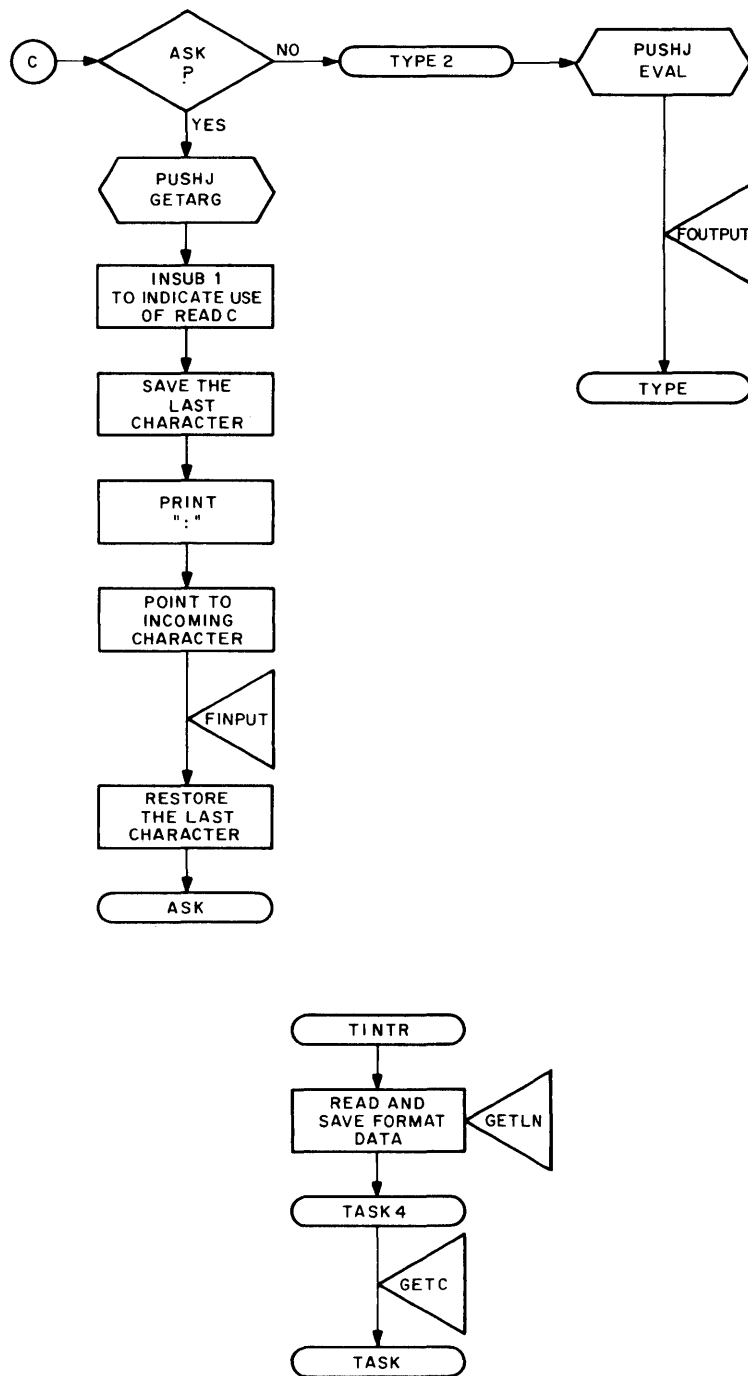 C
ASK
?
NO
TYPE 2
PUSHJ
EVAL
YES
PUSHJ
GETARG
FOUTPUT
INSUB 1
TO INDICATE USE
OF READ C
SAVE THE
LAST
CHARACTER
TYPE
PRINT
":"
POINT TO
INCOMING
CHARACTER
FINPUT
RESTORE
THE LAST
CHARACTER
ASK
TINTR
READ AND
SAVE FORMAT
DATA
GETLN
TASK 4
GETC
TASK